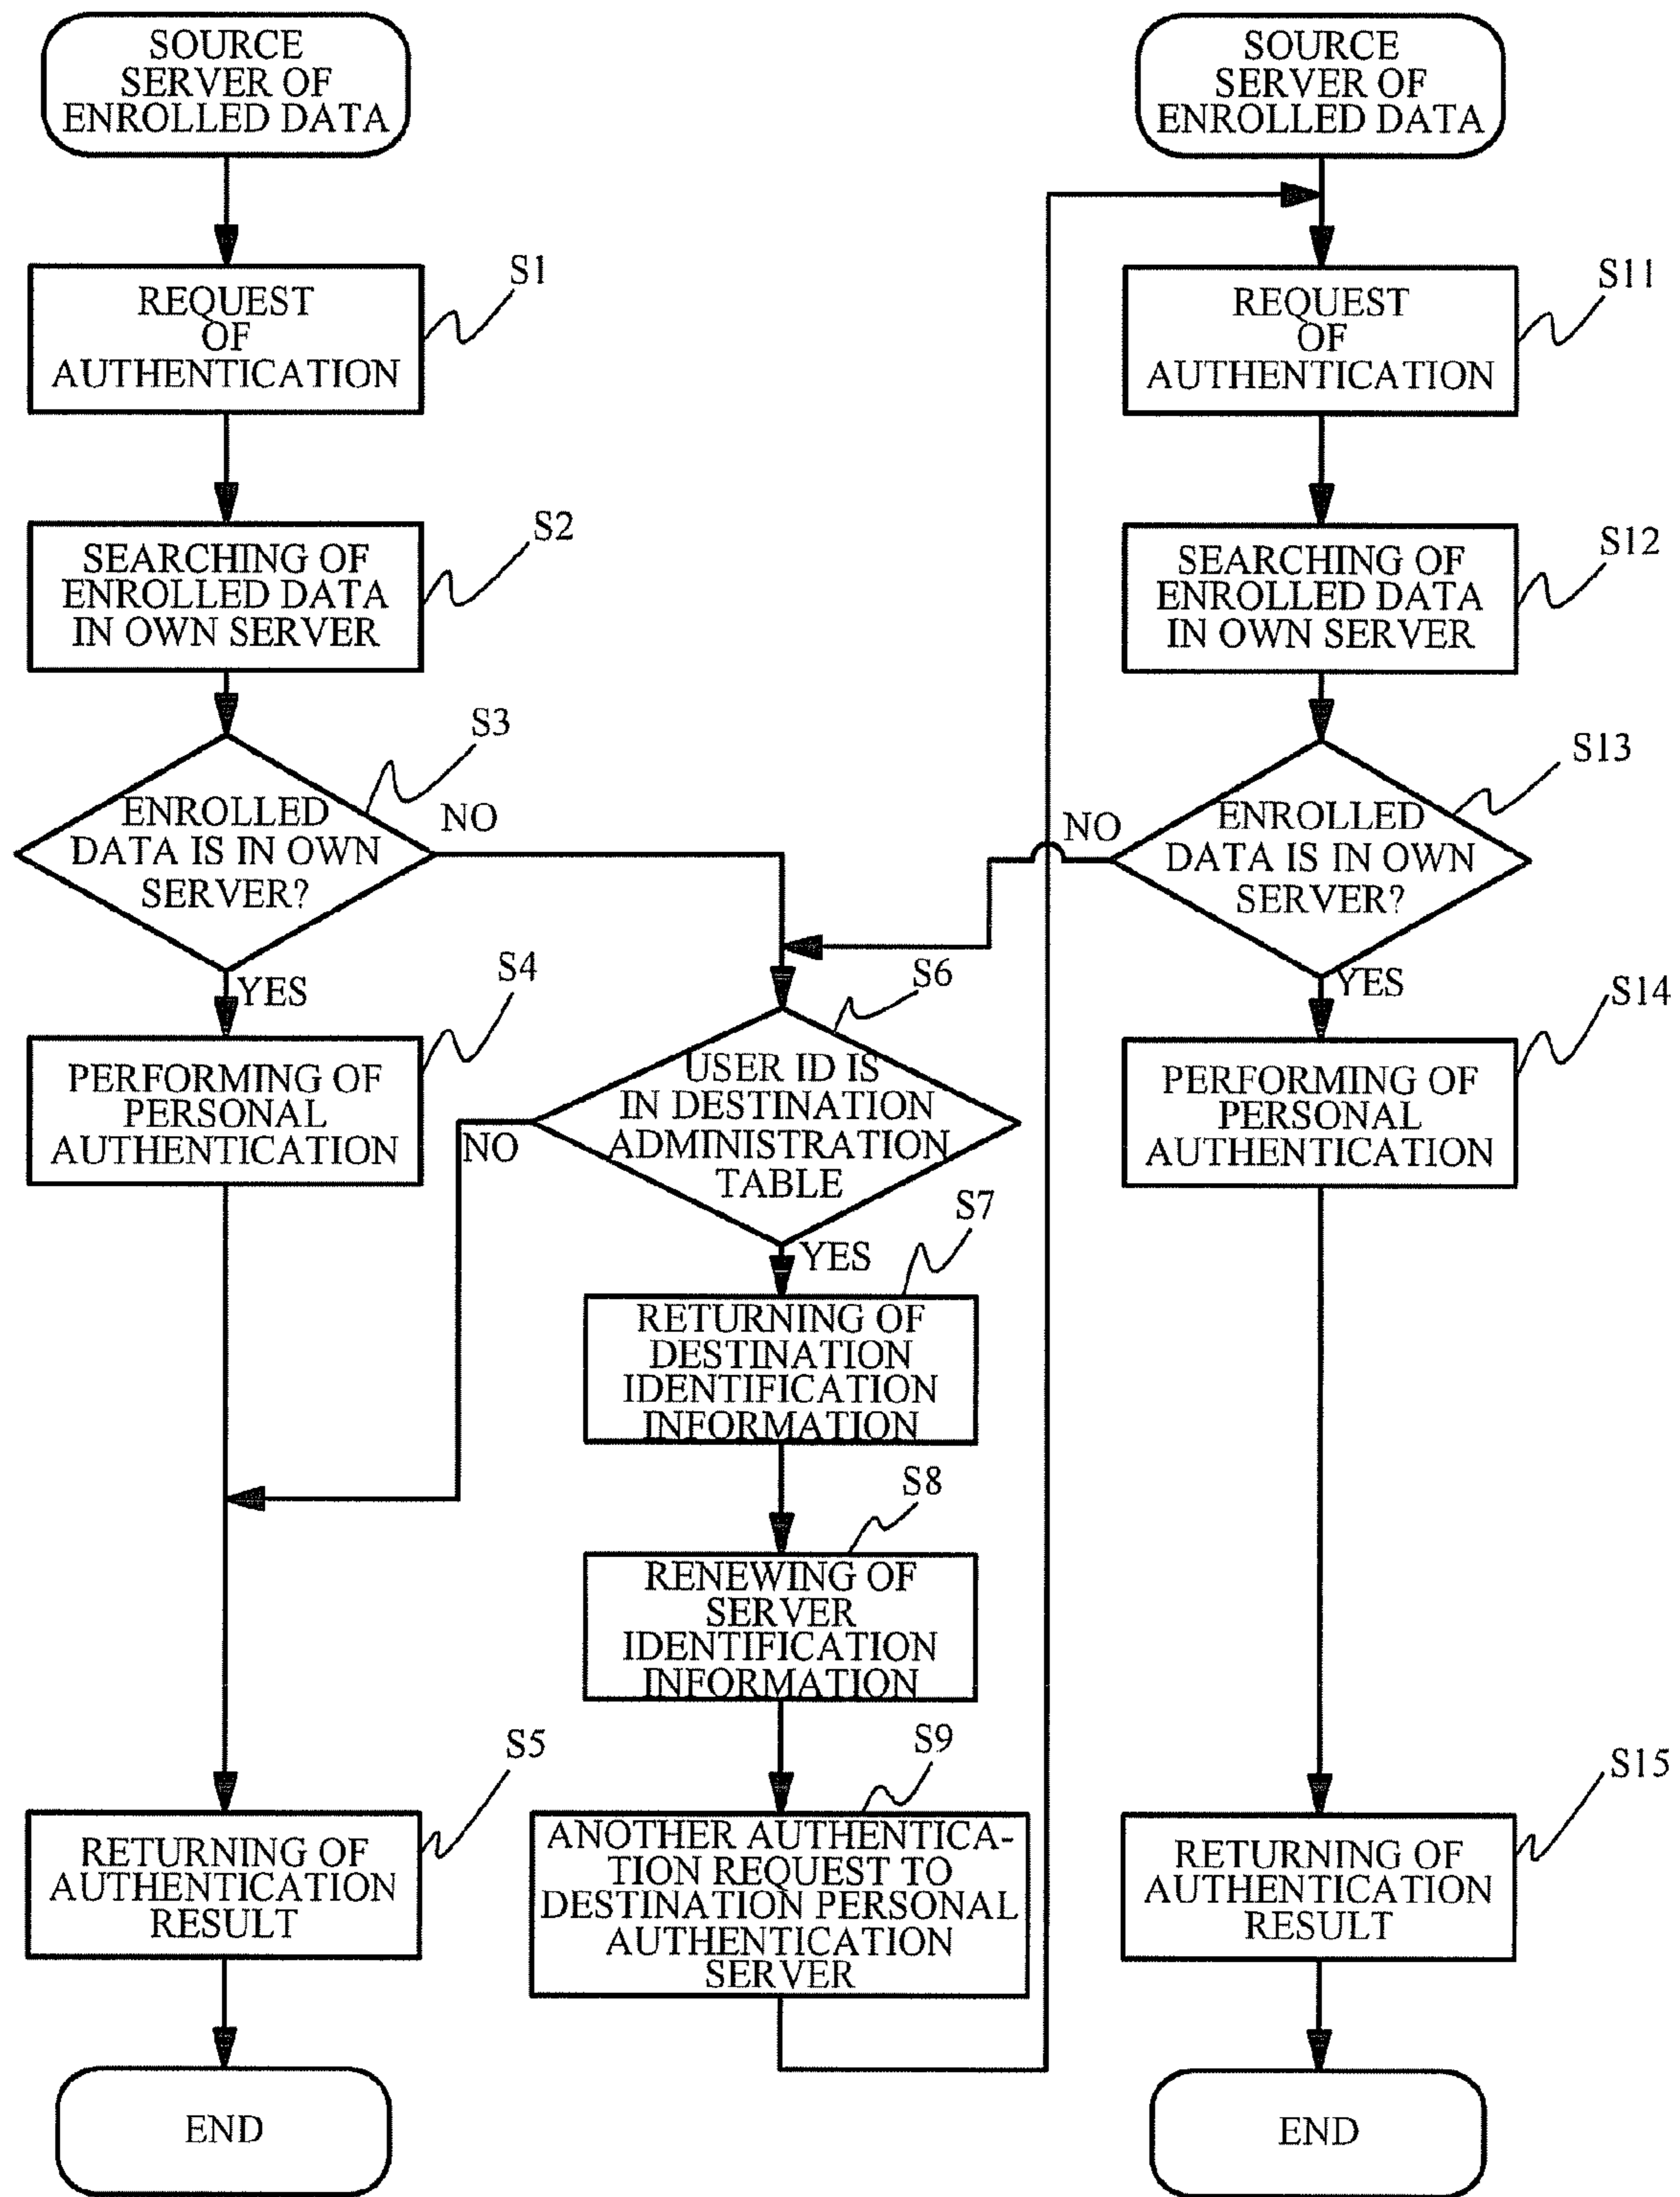 SOURCE
SERVER OF
ENROLLED DATA
S1
REQUEST
OF
AUTHENTICATION
S2
SEARCHING OF
ENROLLED DATA
IN OWN SERVER
S3
ENROLLED
DATA IS IN OWN
SERVER?
NO
YES
S4
PERFORMING OF
PERSONAL
AUTHENTICATION
S5
RETURNING OF
AUTHENTICATION
RESULT
END
S6
USER ID IS
IN DESTINATION
ADMINISTRATION
TABLE
NO
YES
S7
RETURNING OF
DESTINATION
IDENTIFICATION
INFORMATION
S8
RENEWING OF
SERVER
IDENTIFICATION
INFORMATION
S9
ANOTHER AUTHENTICA-
TION REQUEST TO
DESTINATION PERSONAL
AUTHENTICATION
SERVER
SOURCE
SERVER OF
ENROLLED DATA
S11
REQUEST
OF
AUTHENTICATION
S12
SEARCHING OF
ENROLLED DATA
IN OWN SERVER
S13
ENROLLED
DATA IS IN OWN
SERVER?
NO
YES
S14
PERFORMING OF
PERSONAL
AUTHENTICATION
S15
RETURNING OF
AUTHENTICATION
RESULT
END